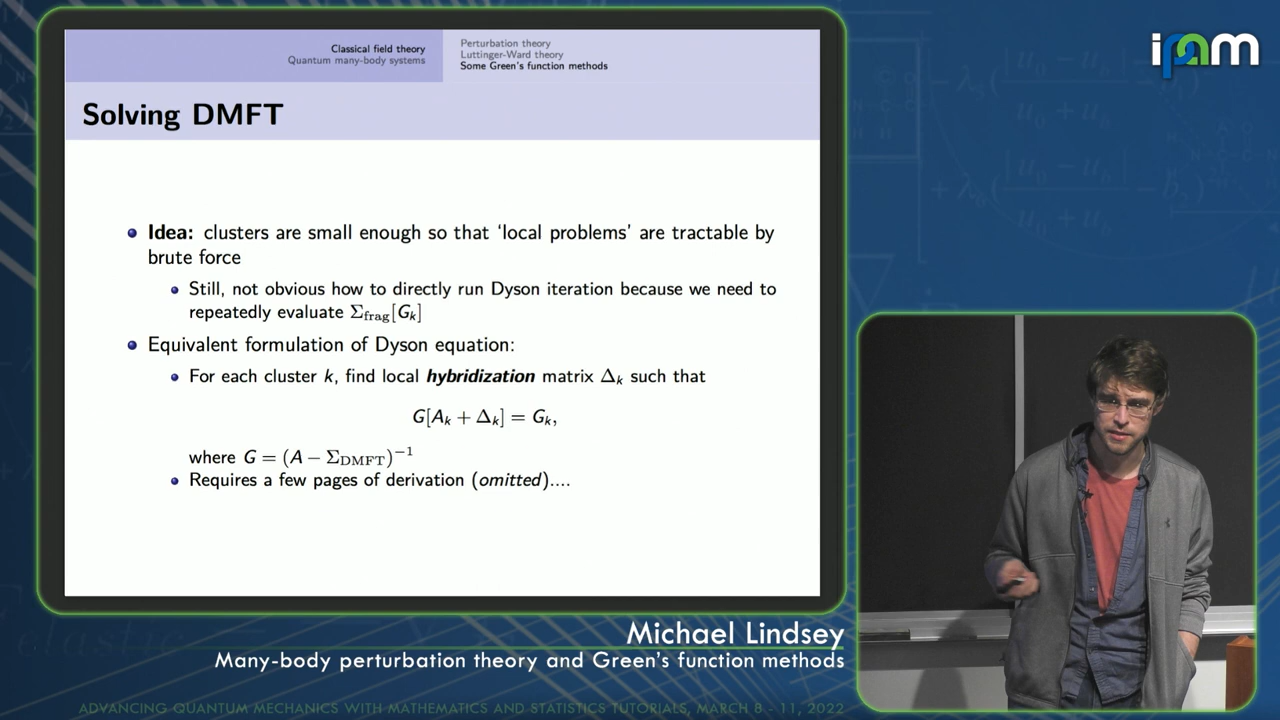 Classical field theory
Quantum many-body systems
Perturbation theory
Luttinger-Ward theory
Some Green's function methods
Solving DMFT
Idea: clusters are small enough so that 'local problems' are tractable by
brute force
Still, not obvious how to directly run Dyson iteration because we need to
repeatedly evaluate Σ_frag[G_k]
Equivalent formulation of Dyson equation:
For each cluster k, find local hybridization matrix Δ_k such that
G[A_k + Δ_k] = G_k,
where G = (A − Σ_DMFT)^−1
Requires a few pages of derivation (omitted)....
ipam
Michael Lindsey
Many-body perturbation theory and Green's function methods
ADVANCING QUANTUM MECHANICS WITH MATHEMATICS AND STATISTICS TUTORIALS, MARCH 8 - 11, 2022